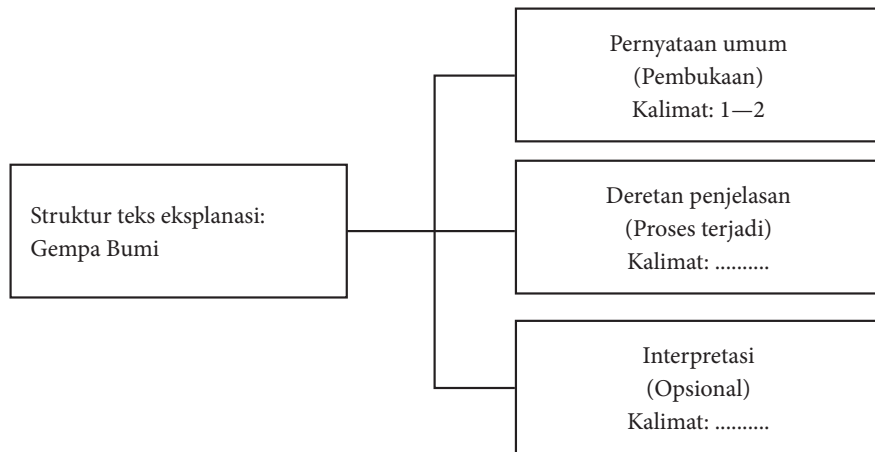 Struktur teks eksplanasi:
Gempa Bumi
Pernyataan umum
(Pembukaan)
Kalimat: 1—2
Deretan penjelasan
(Proses terjadi)
Kalimat: ..........
Interpretasi
(Opsional)
Kalimat: ..........